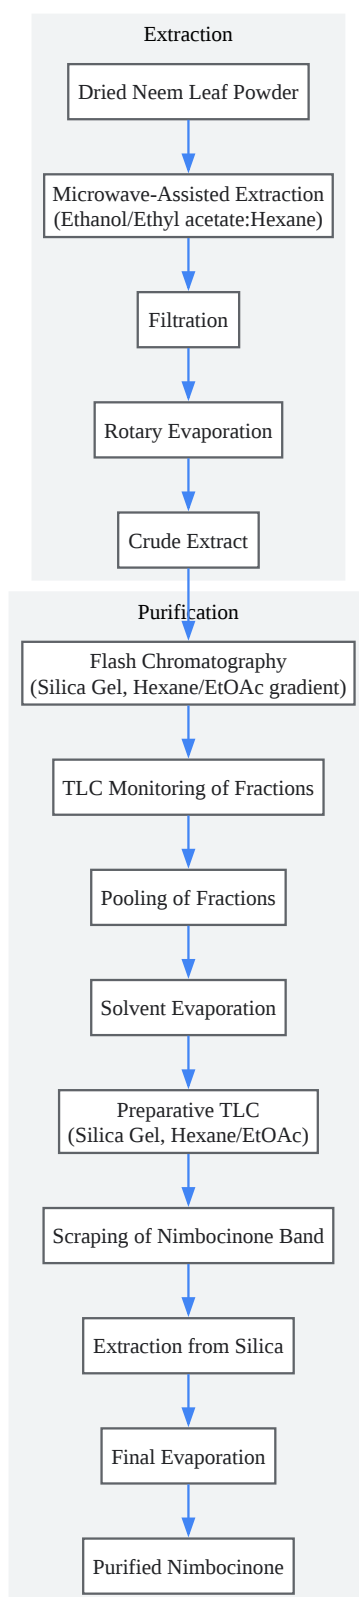 Extraction
Dried Neem Leaf Powder
Microwave-Assisted Extraction
(Ethanol/Ethyl acetate:Hexane)
Filtration
Rotary Evaporation
Crude Extract
Purification
Flash Chromatography
(Silica Gel, Hexane/EtOAc gradient)
TLC Monitoring of Fractions
Pooling of Fractions
Solvent Evaporation
Preparative TLC
(Silica Gel, Hexane/EtOAc)
Scraping of Nimbocinone Band
Extraction from Silica
Final Evaporation
Purified Nimbocinone